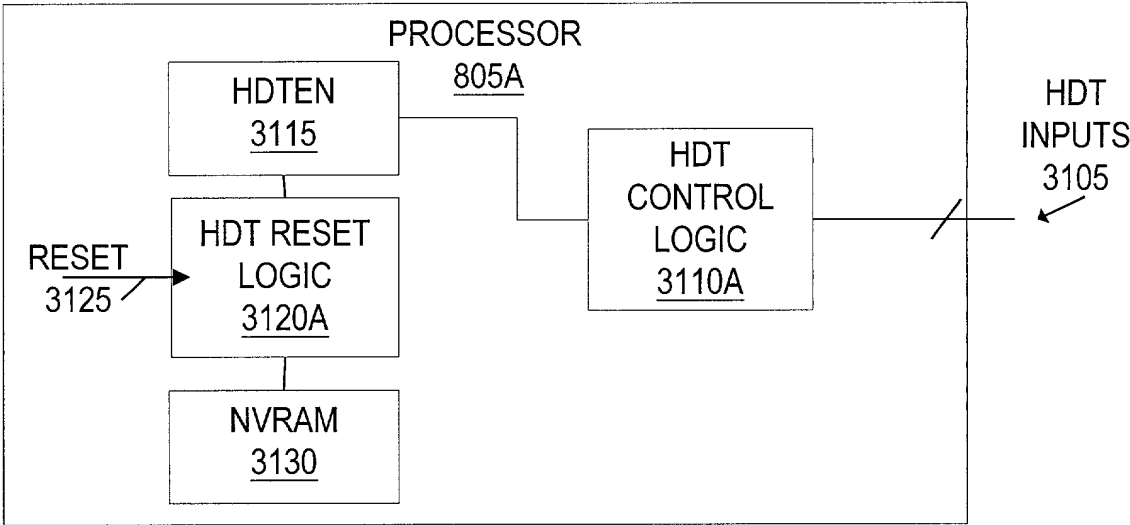 PROCESSOR
805A
HDTEN
3115
HDT RESET
LOGIC
3120A
RESET
3125
NVRAM
3130
HDT
CONTROL
LOGIC
3110A
HDT
INPUTS
3105